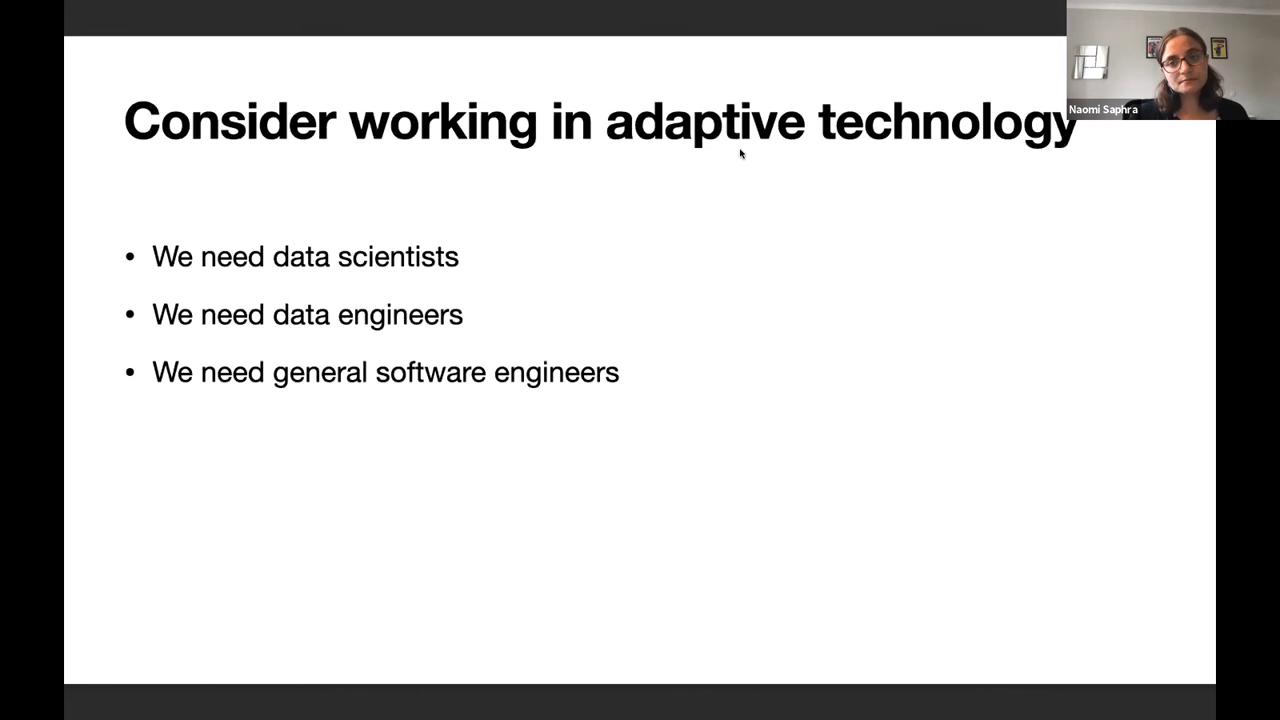 Consider working in adaptive technology
Naomi Saphra
• We need data scientists
• We need data engineers
• We need general software engineers